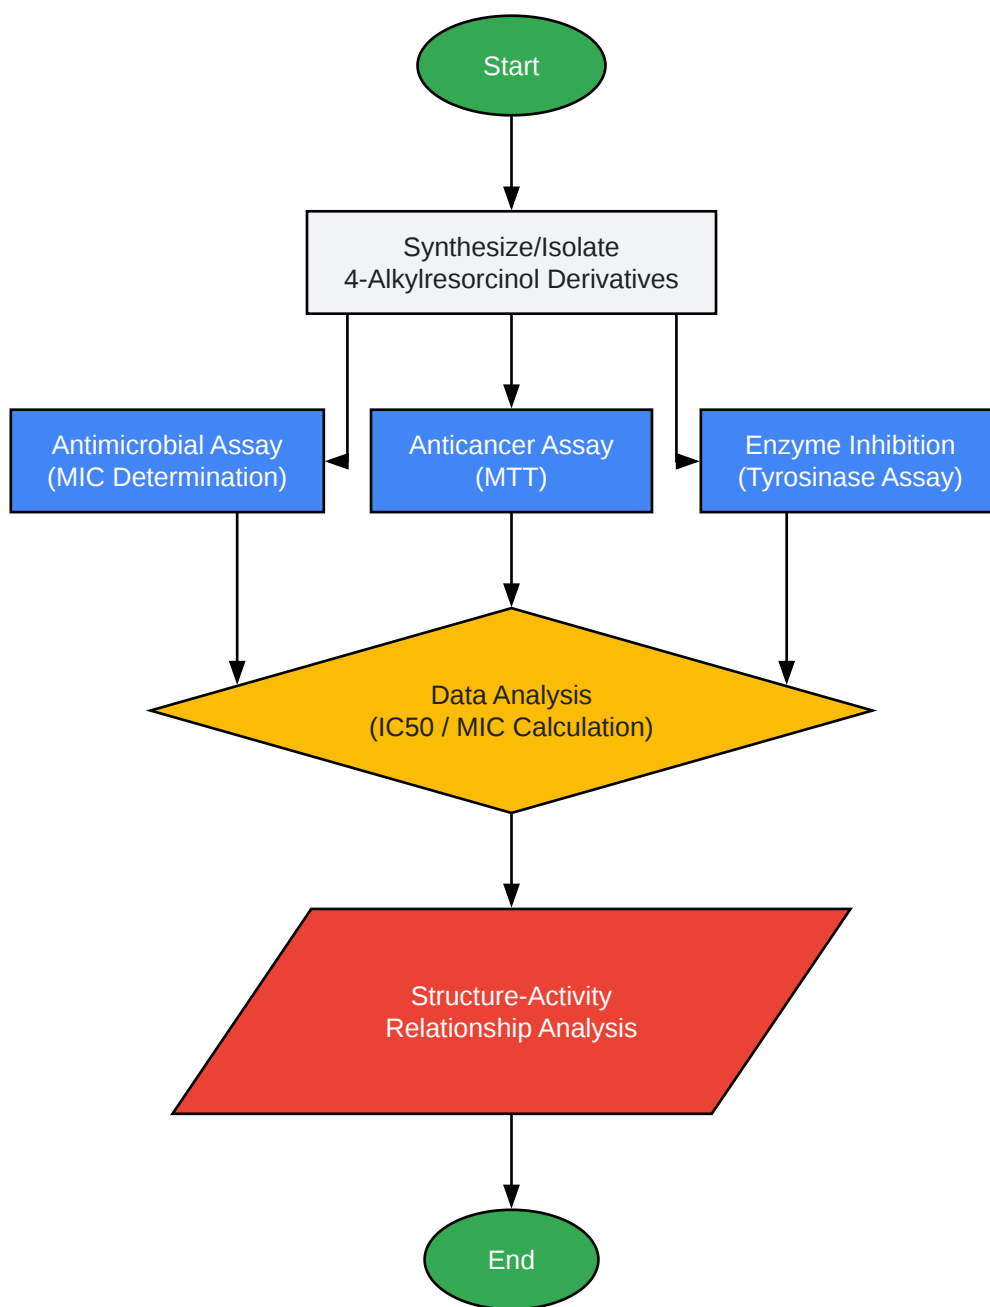 Start
Synthesize/Isolate
4-Alkylresorcinol Derivatives
Antimicrobial Assay
(MIC Determination)
Anticancer Assay
(MTT)
Enzyme Inhibition
(Tyrosinase Assay)
Data Analysis
(IC50 / MIC Calculation)
Structure-Activity
Relationship Analysis
End